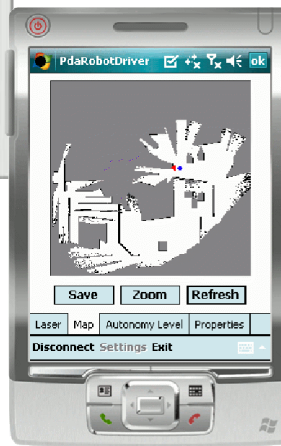 PdaRobotDriver ok
Save Zoom Refresh
Laser Map Autonomy Level Properties
Disconnect Settings Exit